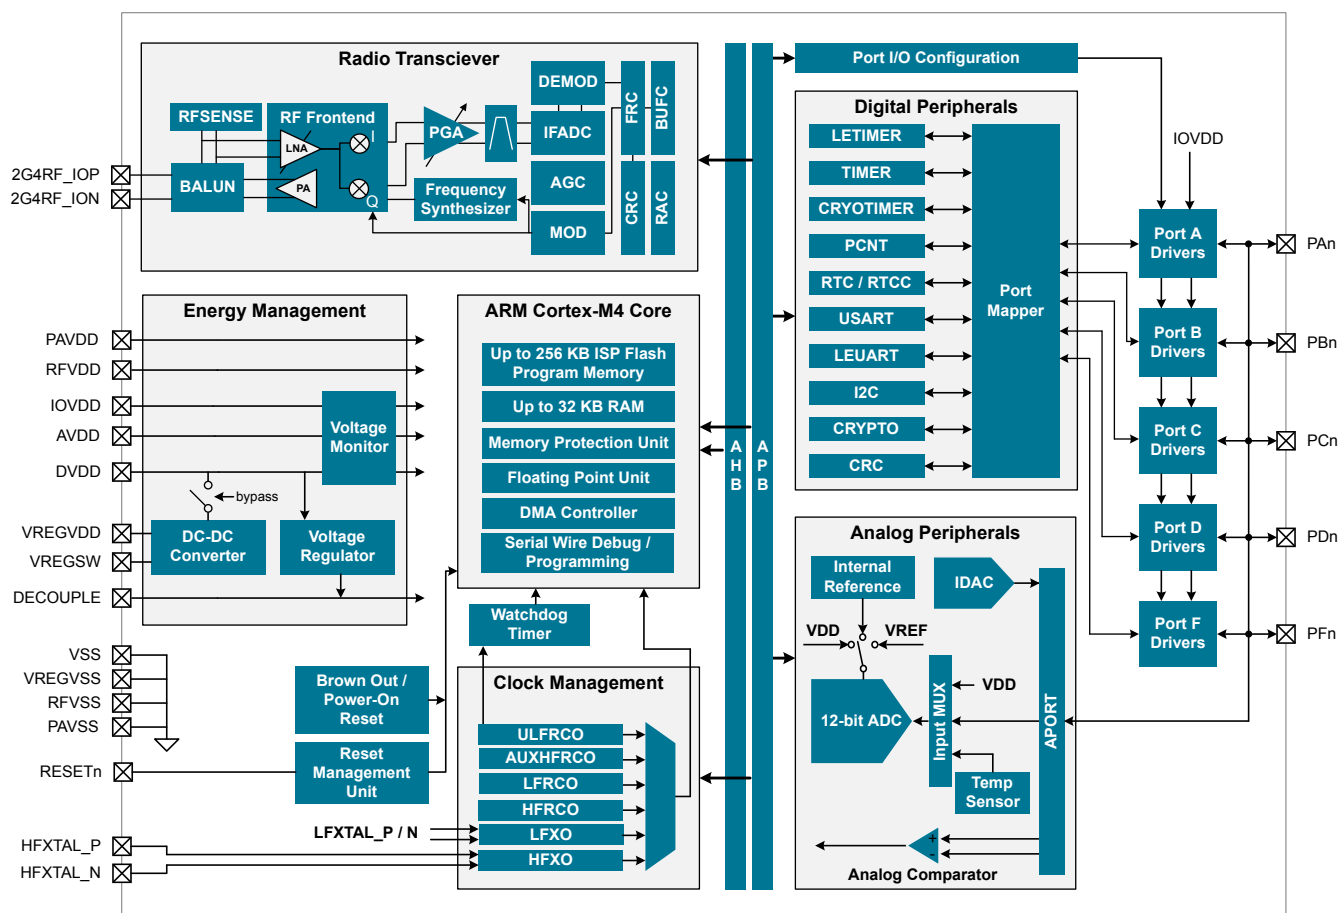 Radio Transciever
RFSENSE
RF Frontend
LNA
I
PA
Q
BALUN
PGA
Frequency
Synthesizer
DEMOD
IFADC
AGC
MOD
FRC
BUFC
CRC
RAC
2G4RF_IOP
2G4RF_ION
Energy Management
PAVDD
RFVDD
IOVDD
AVDD
DVDD
VREGVDD
VREGSW
DECOUPLE
Voltage
Monitor
bypass
DC-DC
Converter
Voltage
Regulator
VSS
VREGVSS
RFVSS
PAVSS
RESETn
HFXTAL_P
HFXTAL_N
ARM Cortex-M4 Core
Up to 256 KB ISP Flash
Program Memory
Up to 32 KB RAM
Memory Protection Unit
Floating Point Unit
DMA Controller
Serial Wire Debug /
Programming
Watchdog
Timer
Brown Out /
Power-On
Reset
Reset
Management
Unit
Clock Management
ULFRCO
AUXHFRCO
LFRCO
HFRCO
LFXO
HFXO
LFXTAL_P / N
A
H
B
A
P
B
Port I/O Configuration
Digital Peripherals
LETIMER
TIMER
CRYOTIMER
PCNT
RTC / RTCC
USART
LEUART
I2C
CRYPTO
CRC
Port
Mapper
IOVDD
Port A
Drivers
Port B
Drivers
Port C
Drivers
Port D
Drivers
Port F
Drivers
PAn
PBn
PCn
PDn
PFn
Analog Peripherals
Internal
Reference
IDAC
VDD
VREF
12-bit ADC
Input MUX
VDD
APORT
Temp
Sensor
+
-
Analog Comparator